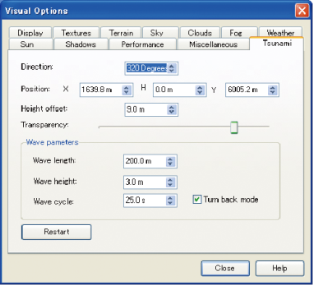 Visual Options
Display Textures Terrain Sky Clouds Fog Weather
Sun Shadows Performance Miscellaneous Tsunami
Direction: 320 Degrees
Position: X 1639.8 m H 0.0 m Y 6005.2 m
Height offset: 9.0 m
Transparency:
Wave pameters
Wave length: 200.0 m
Wave height: 3.0 m
Wave cycle: 25.0 s Turn back mode
Restart
Close Help